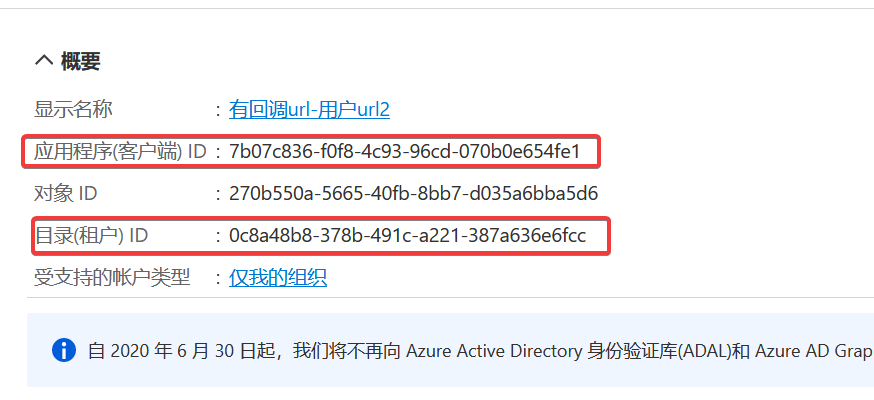 概要
显示名称 : 有回调url-用户url2
应用程序(客户端) ID : 7b07c836-f0f8-4c93-96cd-070b0e654fe1
对象 ID : 270b550a-5665-40fb-8bb7-d035a6bba5d6
目录(租户) ID : 0c8a48b8-378b-491c-a221-387a636e6fcc
受支持的帐户类型 : 仅我的组织
自 2020 年 6 月 30 日起，我们将不再向 Azure Active Directory 身份验证库(ADAL)和 Azure AD Grap